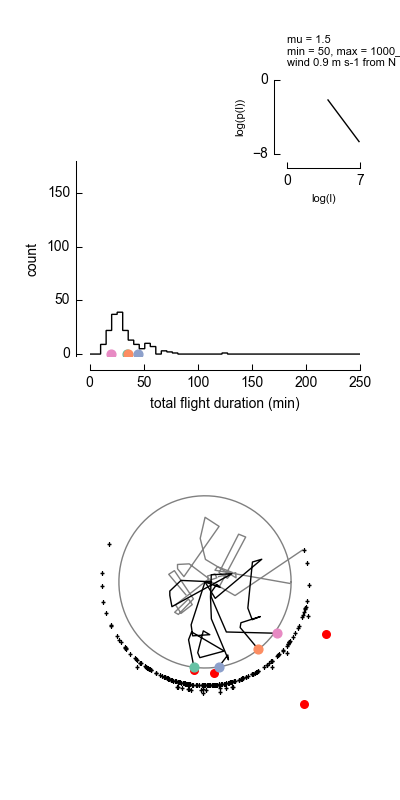 mu = 1.5
min = 50, max = 1000_
wind 0.9 m s-1 from N
0
log(p(l))
−8
0
7
log(l)
150
100
count
50
0
0
50
100
150
200
250
total flight duration (min)